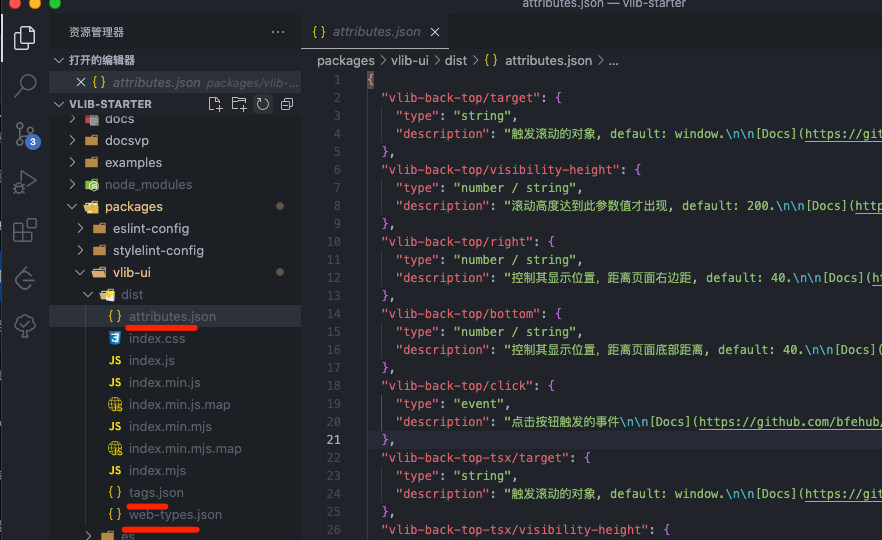 attributes.json — vlib-starter
资源管理器
···
打开的编辑器
{ } attributes.json packages/vlib-...
VLIB-STARTER
docs
docsvp
examples
node_modules
packages
eslint-config
stylelint-config
vlib-ui
dist
{ } attributes.json
index.css
JS index.js
JS index.min.js
index.min.js.map
index.min.mjs
index.min.mjs.map
JS index.mjs
{ } tags.json
{ } web-types.json
es
3
{ } attributes.json
packages > vlib-ui > dist > { } attributes.json > ...
1 {
2 "vlib-back-top/target": {
3 "type": "string",
4 "description": "触发滚动的对象, default: window.\n\n[Docs](https://git
5 },
6 "vlib-back-top/visibility-height": {
7 "type": "number / string",
8 "description": "滚动高度达到此参数值才出现, default: 200.\n\n[Docs](http
9 },
10 "vlib-back-top/right": {
11 "type": "number / string",
12 "description": "控制其显示位置，距离页面右边距, default: 40.\n\n[Docs](ht
13 },
14 "vlib-back-top/bottom": {
15 "type": "number / string",
16 "description": "控制其显示位置，距离页面底部距离, default: 40.\n\n[Docs](
17 },
18 "vlib-back-top/click": {
19 "type": "event",
20 "description": "点击按钮触发的事件\n\n[Docs](https://github.com/bfehub/
21 },
22 "vlib-back-top-tsx/target": {
23 "type": "string",
24 "description": "触发滚动的对象, default: window.\n\n[Docs](https://git
25 },
26 "vlib-back-top-tsx/visibility-height": {